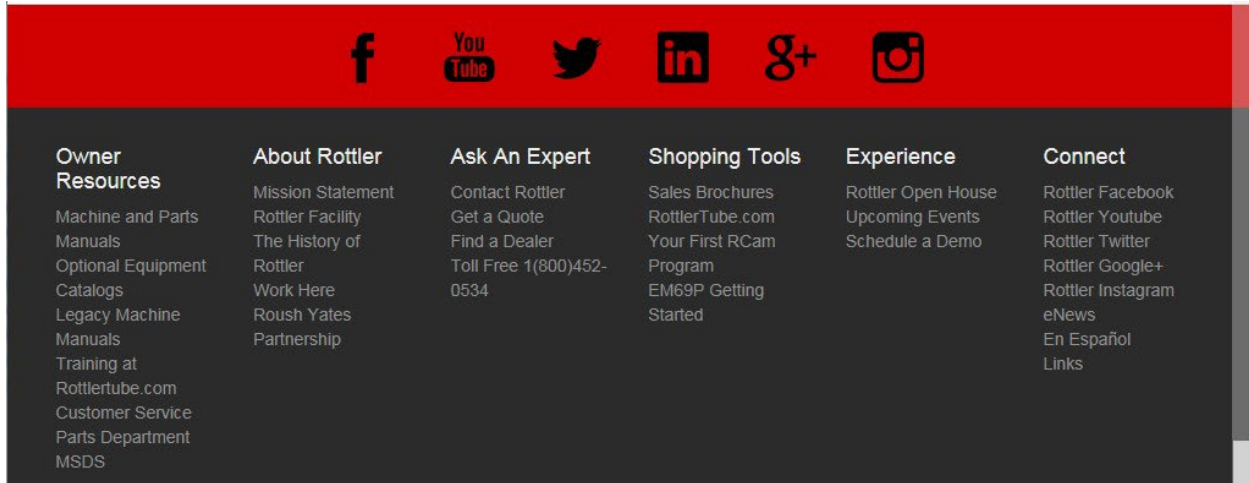 f
You
Tube
in
g+
Owner
Resources
Machine and Parts
Manuals
Optional Equipment
Catalogs
Legacy Machine
Manuals
Training at
Rottlertube.com
Customer Service
Parts Department
MSDS
About Rottler
Mission Statement
Rottler Facility
The History of
Rottler
Work Here
Roush Yates
Partnership
Ask An Expert
Contact Rottler
Get a Quote
Find a Dealer
Toll Free 1(800)452-
0534
Shopping Tools
Sales Brochures
RottlerTube.com
Your First RCam
Program
EM69P Getting
Started
Experience
Rottler Open House
Upcoming Events
Schedule a Demo
Connect
Rottler Facebook
Rottler Youtube
Rottler Twitter
Rottler Google+
Rottler Instagram
eNews
En Español
Links